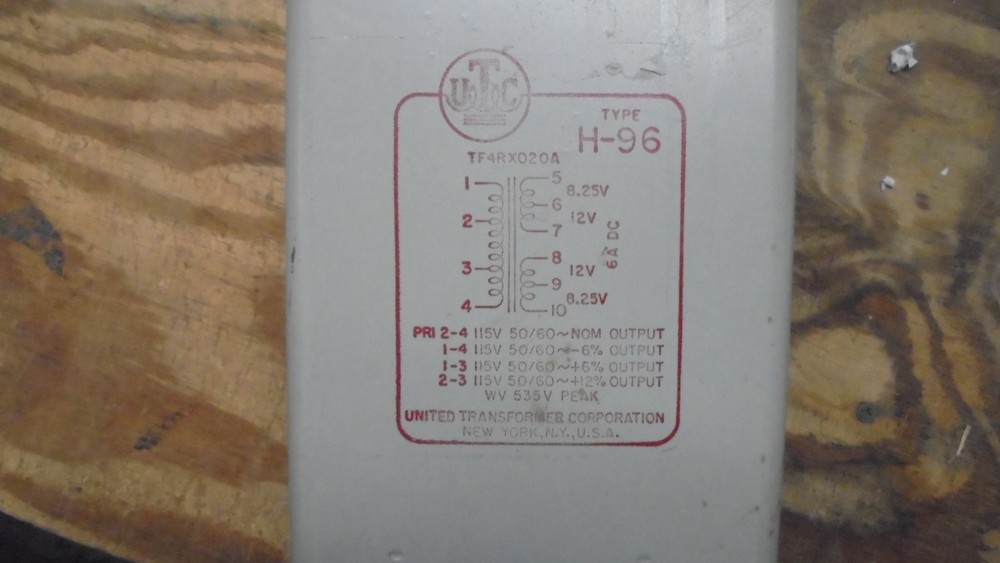 UTC
TYPE
H-96
TF4RX020A
1 5
8.25V
6
2 12V
7
6A DC
8
3 12V
9
8.25V
4 10
PRI 2-4 115V 50/60~NOM OUTPUT
1-4 115V 50/60~-6% OUTPUT
1-3 115V 50/60~+6% OUTPUT
2-3 115V 50/60~+12% OUTPUT
WV 535V PEAK
UNITED TRANSFORMER CORPORATION
NEW YORK, N.Y., U.S.A.